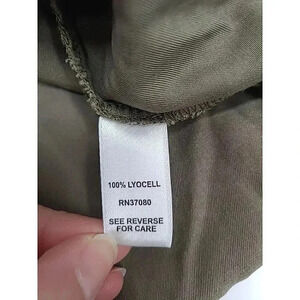 100% LYOCELL
RN37080
SEE REVERSE
FOR CARE